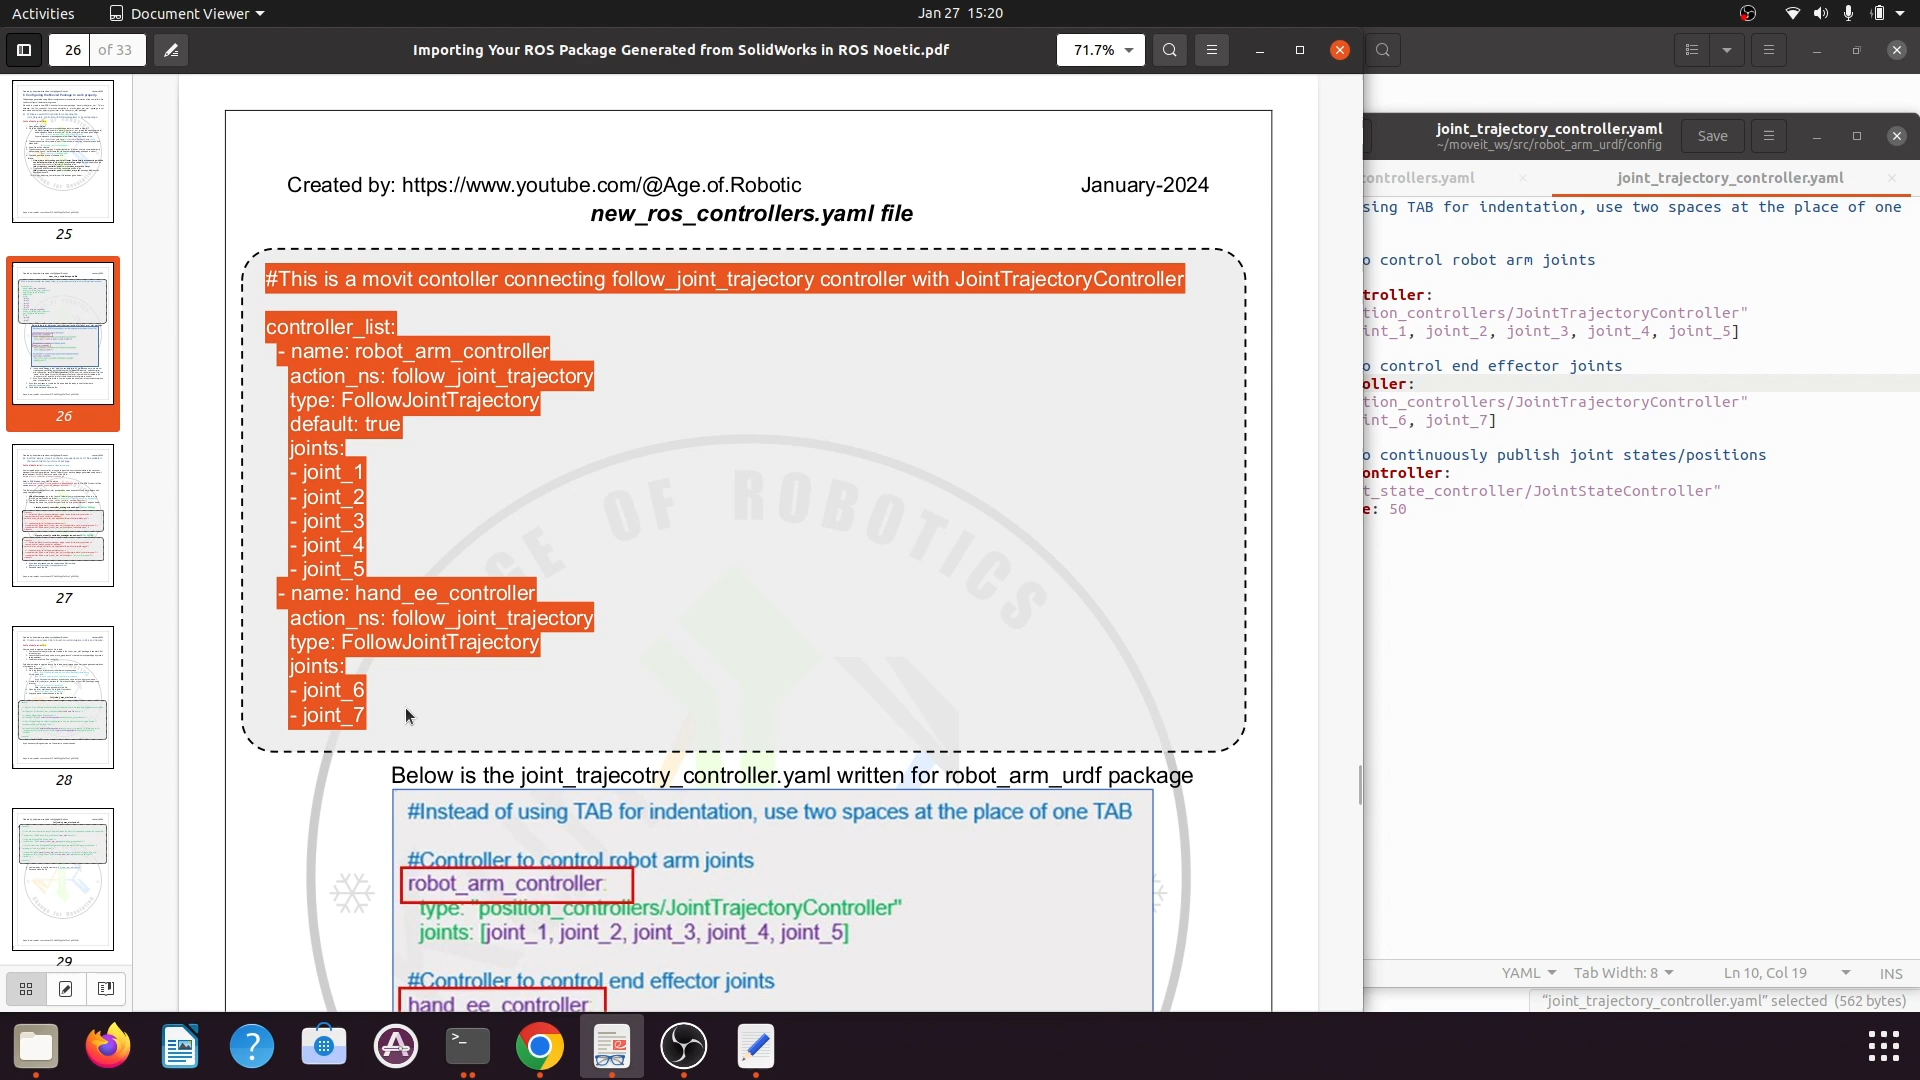 Activities
Document Viewer
Jan 27 15:20
26
of 33
Importing Your ROS Package Generated from SolidWorks in ROS Noetic.pdf
71.7%
25
26
27
28
29
Created by: https://www.youtube.com/@Age.of.Robotic
January-2024
new_ros_controllers.yaml file
#This is a movit contoller connecting follow_joint_trajectory controller with JointTrajectoryController
controller_list:
- name: robot_arm_controller
action_ns: follow_joint_trajectory
type: FollowJointTrajectory
default: true
joints:
- joint_1
- joint_2
- joint_3
- joint_4
- joint_5
- name: hand_ee_controller
action_ns: follow_joint_trajectory
type: FollowJointTrajectory
joints:
- joint_6
- joint_7
AGE OF ROBOTICS
Below is the joint_trajecotry_controller.yaml written for robot_arm_urdf package
#Instead of using TAB for indentation, use two spaces at the place of one TAB
#Controller to control robot arm joints
robot_arm_controller:
type: "position_controllers/JointTrajectoryController"
joints: [joint_1, joint_2, joint_3, joint_4, joint_5]
#Controller to control end effector joints
hand_ee_controller:
joint_trajectory_controller.yaml
~/moveit_ws/src/robot_arm_urdf/config
Save
controllers.yaml
joint_trajectory_controller.yaml
sing TAB for indentation, use two spaces at the place of one
o control robot arm joints
troller:
tion_controllers/JointTrajectoryController"
int_1, joint_2, joint_3, joint_4, joint_5]
o control end effector joints
oller:
tion_controllers/JointTrajectoryController"
int_6, joint_7]
o continuously publish joint states/positions
ontroller:
t_state_controller/JointStateController"
e: 50
YAML
Tab Width: 8
Ln 10, Col 19
INS
"joint_trajectory_controller.yaml" selected (562 bytes)